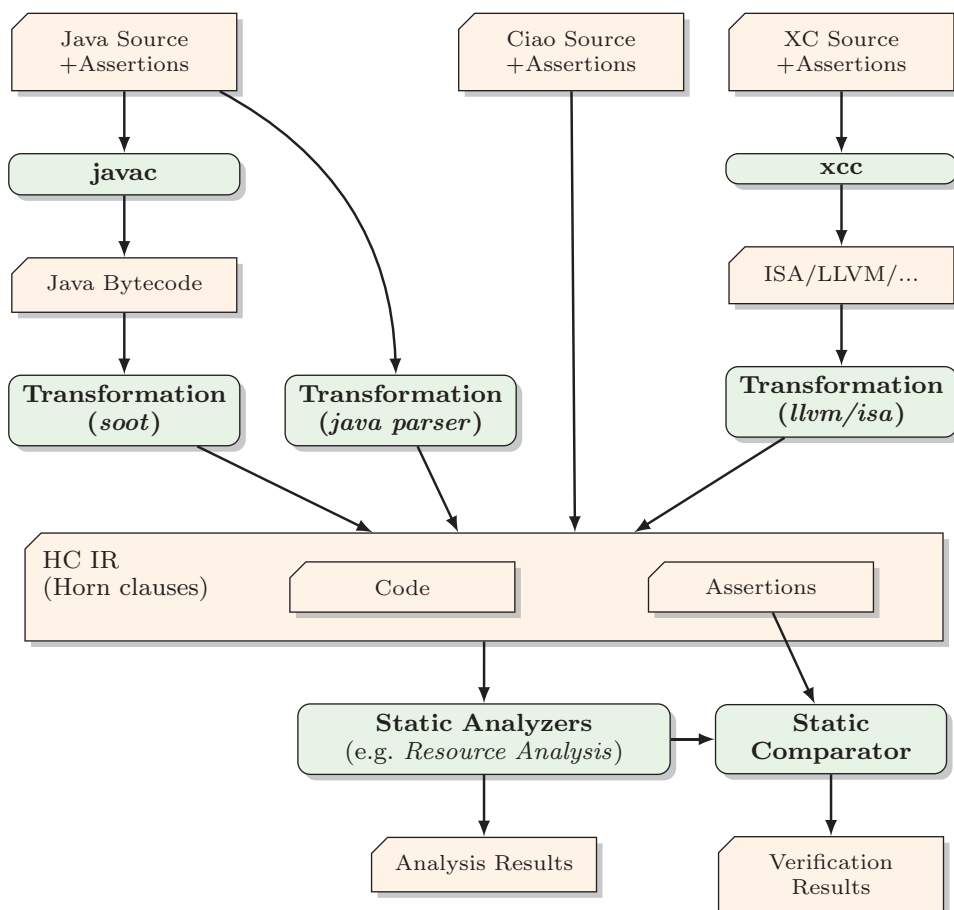 Java Source
+Assertions
Ciao Source
+Assertions
XC Source
+Assertions
javac
xcc
Java Bytecode
ISA/LLVM/...
Transformation
(soot)
Transformation
(java parser)
Transformation
(llvm/isa)
HC IR
(Horn clauses)
Code
Assertions
Static Analyzers
(e.g. Resource Analysis)
Static
Comparator
Analysis Results
Verification
Results